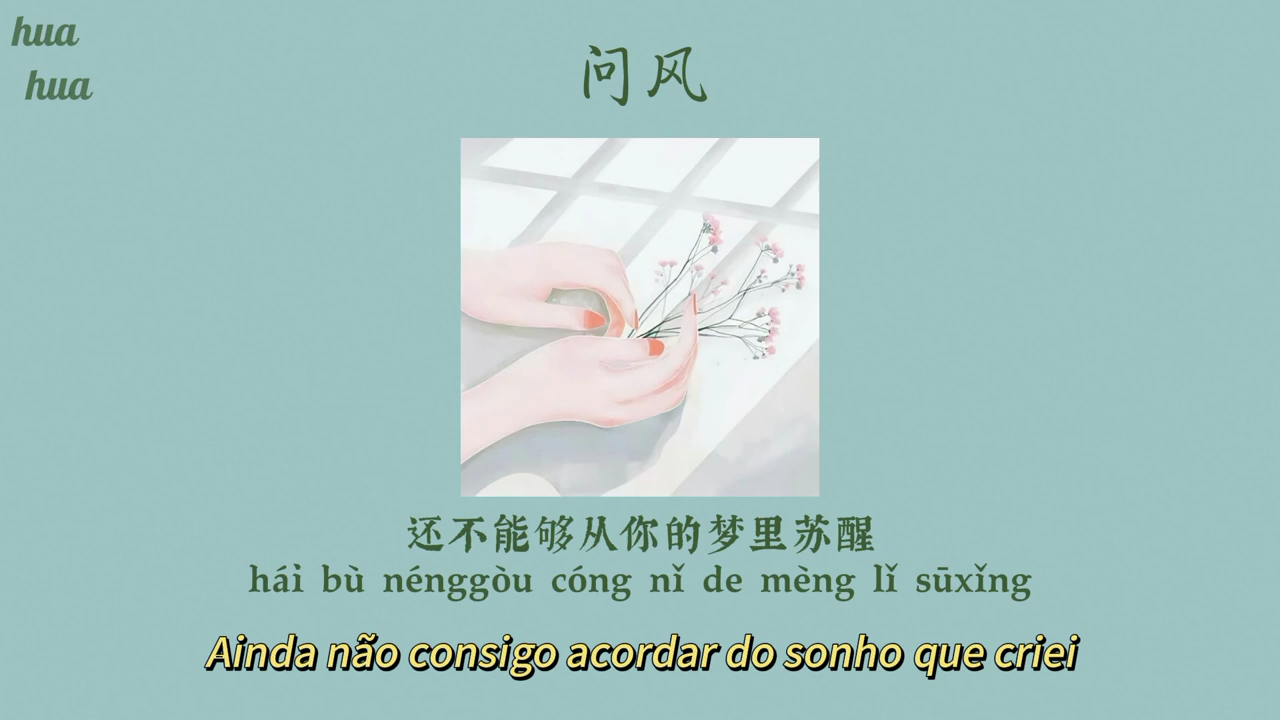 hua
hua
问风
还不能够从你的梦里苏醒
hái bù nénggòu cóng nǐ de mèng lǐ sūxǐng
Ainda não consigo acordar do sonho que criei